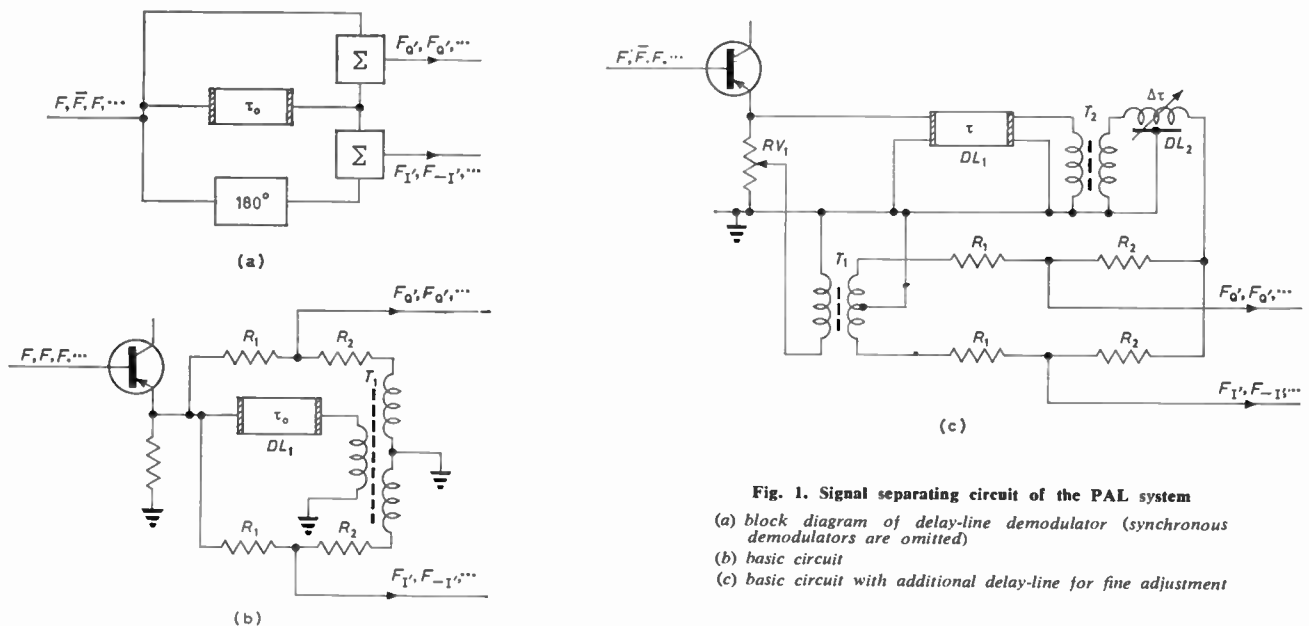 F, F̄, F, ...
τ₀
180°
Σ
Σ
F_Q', F_Q', ...
F_I', F_–I', ...
(a)
F, F, F, ...
R₁
R₂
F_Q', F_Q', ...
T₁
τ₀
DL₁
R₁
R₂
F_I', F_–I', ...
(b)
F, F̄, F, ...
RV₁
τ
DL₁
T₂
Δτ
DL₂
T₁
R₁
R₂
F_Q', F_Q', ...
R₁
R₂
F_I', F_–I', ...
(c)
Fig. 1. Signal separating circuit of the PAL system
(a) block diagram of delay-line demodulator (synchronous
demodulators are omitted)
(b) basic circuit
(c) basic circuit with additional delay-line for fine adjustment